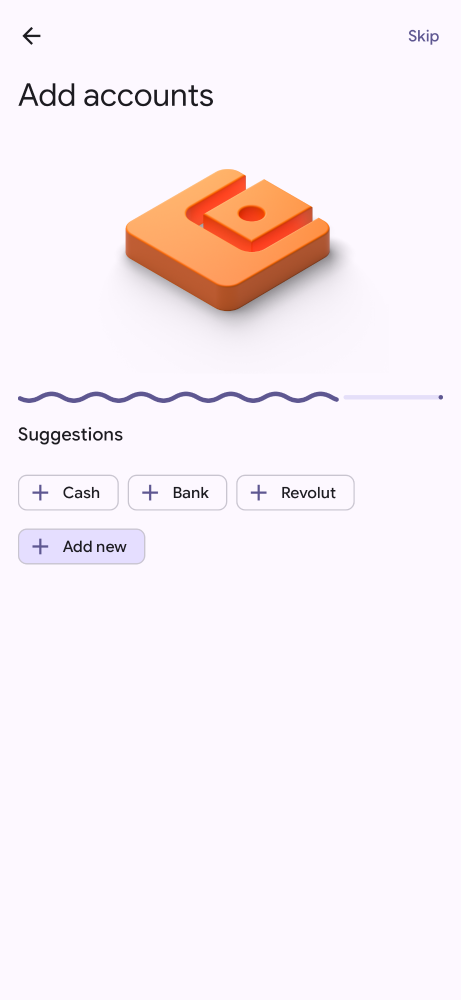 Skip
Add accounts
Suggestions
Cash
Bank
Revolut
Add new